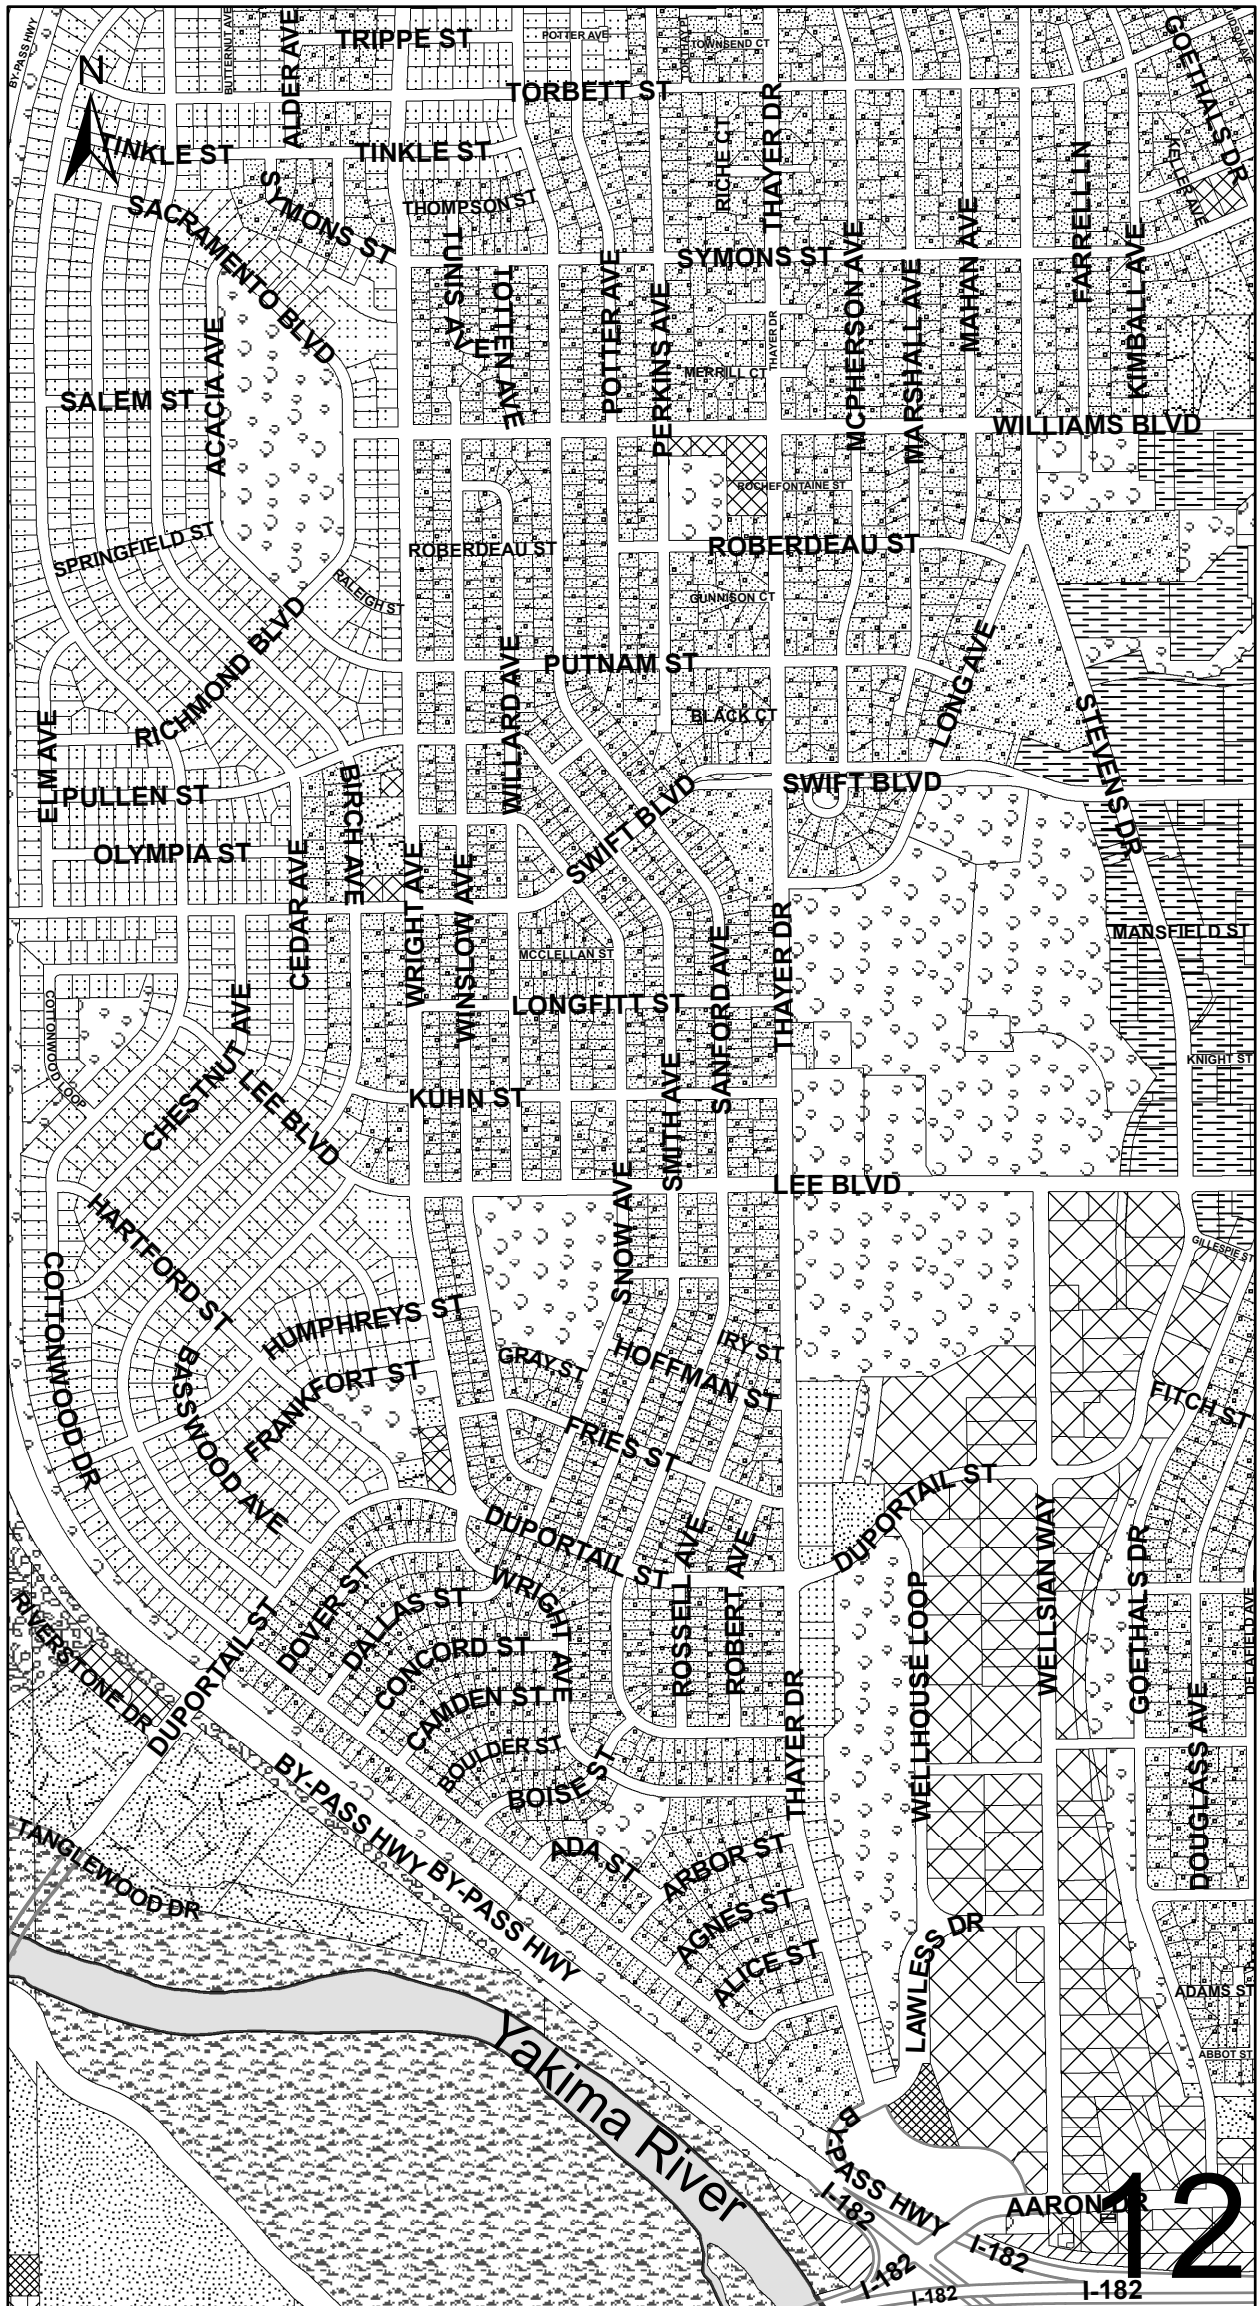 BY-PASS HWY
BUTTERNUT AVE
ALDER AVE
TRIPPE ST
POTTER AVE
TOWNSEND CT
GOETHALS DR
N
TORBETT ST
THAYER DR
TINKLE ST
TINKLE ST
RICHE CT
FARRELL LN
KELLER AVE
SYMONS ST
SACRAMENTO BLVD
THOMPSON ST
TUNIS AVE
TOTTEN AVE
POTTER AVE
PERKINS AVE
SYMONS ST
MCPHERSON AVE
MARSHALL AVE
MAHAN AVE
KIMBALL AVE
THAYER DR
MERRILL CT
ACACIA AVE
SALEM ST
WILLIAMS BLVD
ROCHEFONTAINE ST
SPRINGFIELD ST
ROBERDEAU ST
ROBERDEAU ST
RALEIGH ST
GUNNISON CT
RICHMOND BLVD
WILLARD AVE
PUTNAM ST
LONG AVE
BLACK CT
STEVENS DR
ELM AVE
PULLEN ST
BIRCH AVE
SWIFT BLVD
SWIFT BLVD
OLYMPIA ST
CEDAR AVE
WRIGHT AVE
WINSLOW AVE
MCCLELLAN ST
SANFORD AVE
THAYER DR
MANSFIELD ST
COTTONWOOD LOOP
CHESTNUT AVE
LONGFITT ST
SMITH AVE
KNIGHT ST
LEE BLVD
KUHN ST
SNOW AVE
LEE BLVD
HARTFORD ST
GILLESPIE ST
COTTONWOOD DR
HUMPHREYS ST
BASSWOOD AVE
FRANKFORT ST
GRAY ST
HOFFMAN ST
IRY ST
FITCH ST
FRIES ST
DUPORTAIL ST
DUPORTAIL ST
ROSSELL AVE
ROBERT AVE
WELLSIAN WAY
GOETHALS DR
RIVERSTONE DR
DUPORTAIL ST
DOVER ST
DALLAS ST
WRIGHT AVE
WELLHOUSE LOOP
DE LAFELD AVE
CONCORD ST
CAMDEN ST
BOULDER ST
BOISE ST
THAYER DR
DOUGLASS AVE
BY-PASS HWY
BY-PASS HWY
TANGLEWOOD DR
ADA ST
ARBOR ST
AGNES ST
ALICE ST
LAWLESS DR
ADAMS ST
ABBOT ST
Yakima River
BY-PASS HWY
AARON DR
12
I-182
I-182
I-182
I-182
I-182